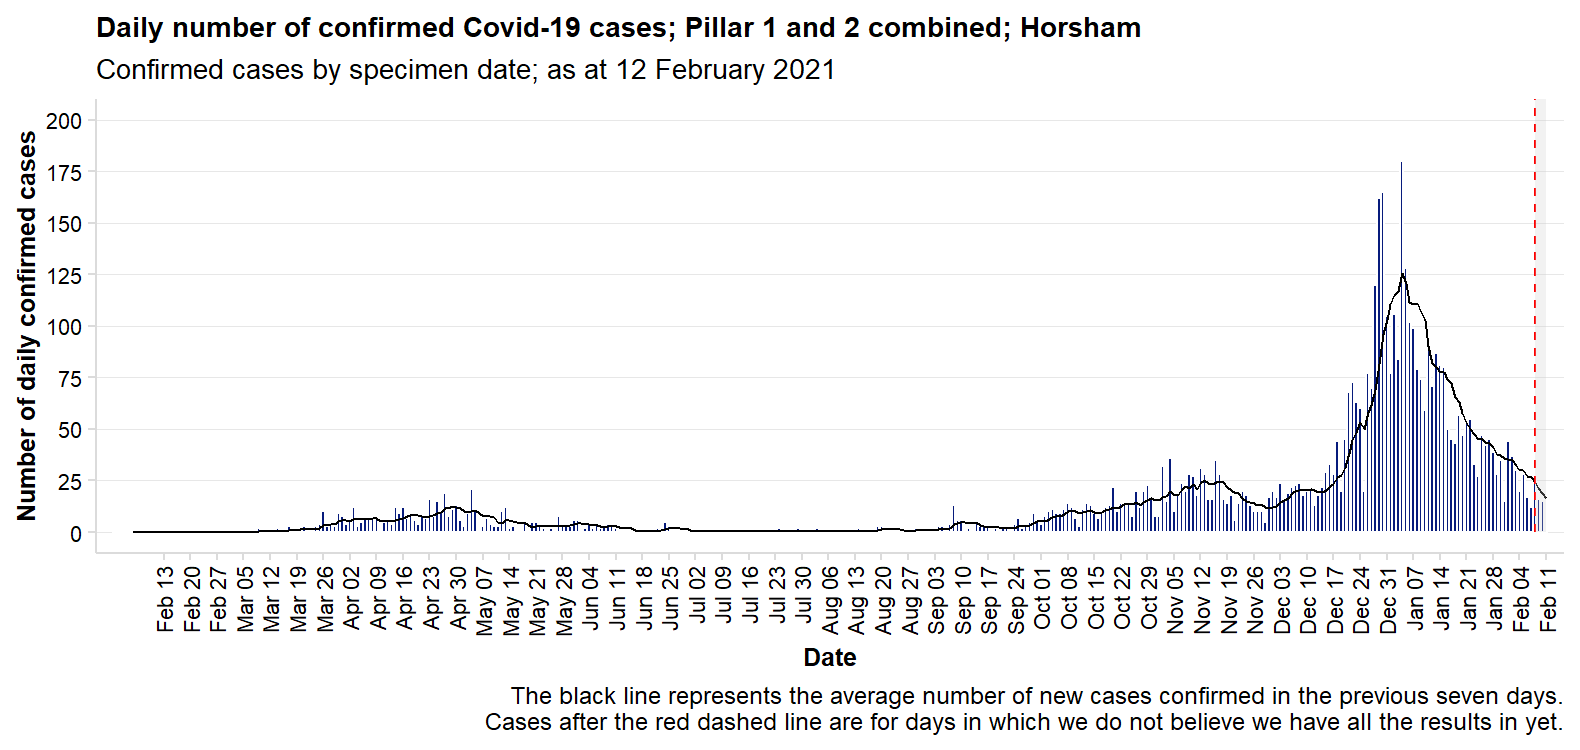 Daily number of confirmed Covid-19 cases; Pillar 1 and 2 combined; Horsham
Confirmed cases by specimen date; as at 12 February 2021
Number of daily confirmed cases
200
175
150
125
100
75
50
25
0
Feb 13
Feb 20
Feb 27
Mar 05
Mar 12
Mar 19
Mar 26
Apr 02
Apr 09
Apr 16
Apr 23
Apr 30
May 07
May 14
May 21
May 28
Jun 04
Jun 11
Jun 18
Jun 25
Jul 02
Jul 09
Jul 16
Jul 23
Jul 30
Aug 06
Aug 13
Aug 20
Aug 27
Sep 03
Sep 10
Sep 17
Sep 24
Oct 01
Oct 08
Oct 15
Oct 22
Oct 29
Nov 05
Nov 12
Nov 19
Nov 26
Dec 03
Dec 10
Dec 17
Dec 24
Dec 31
Jan 07
Jan 14
Jan 21
Jan 28
Feb 04
Feb 11
Date
The black line represents the average number of new cases confirmed in the previous seven days.
Cases after the red dashed line are for days in which we do not believe we have all the results in yet.